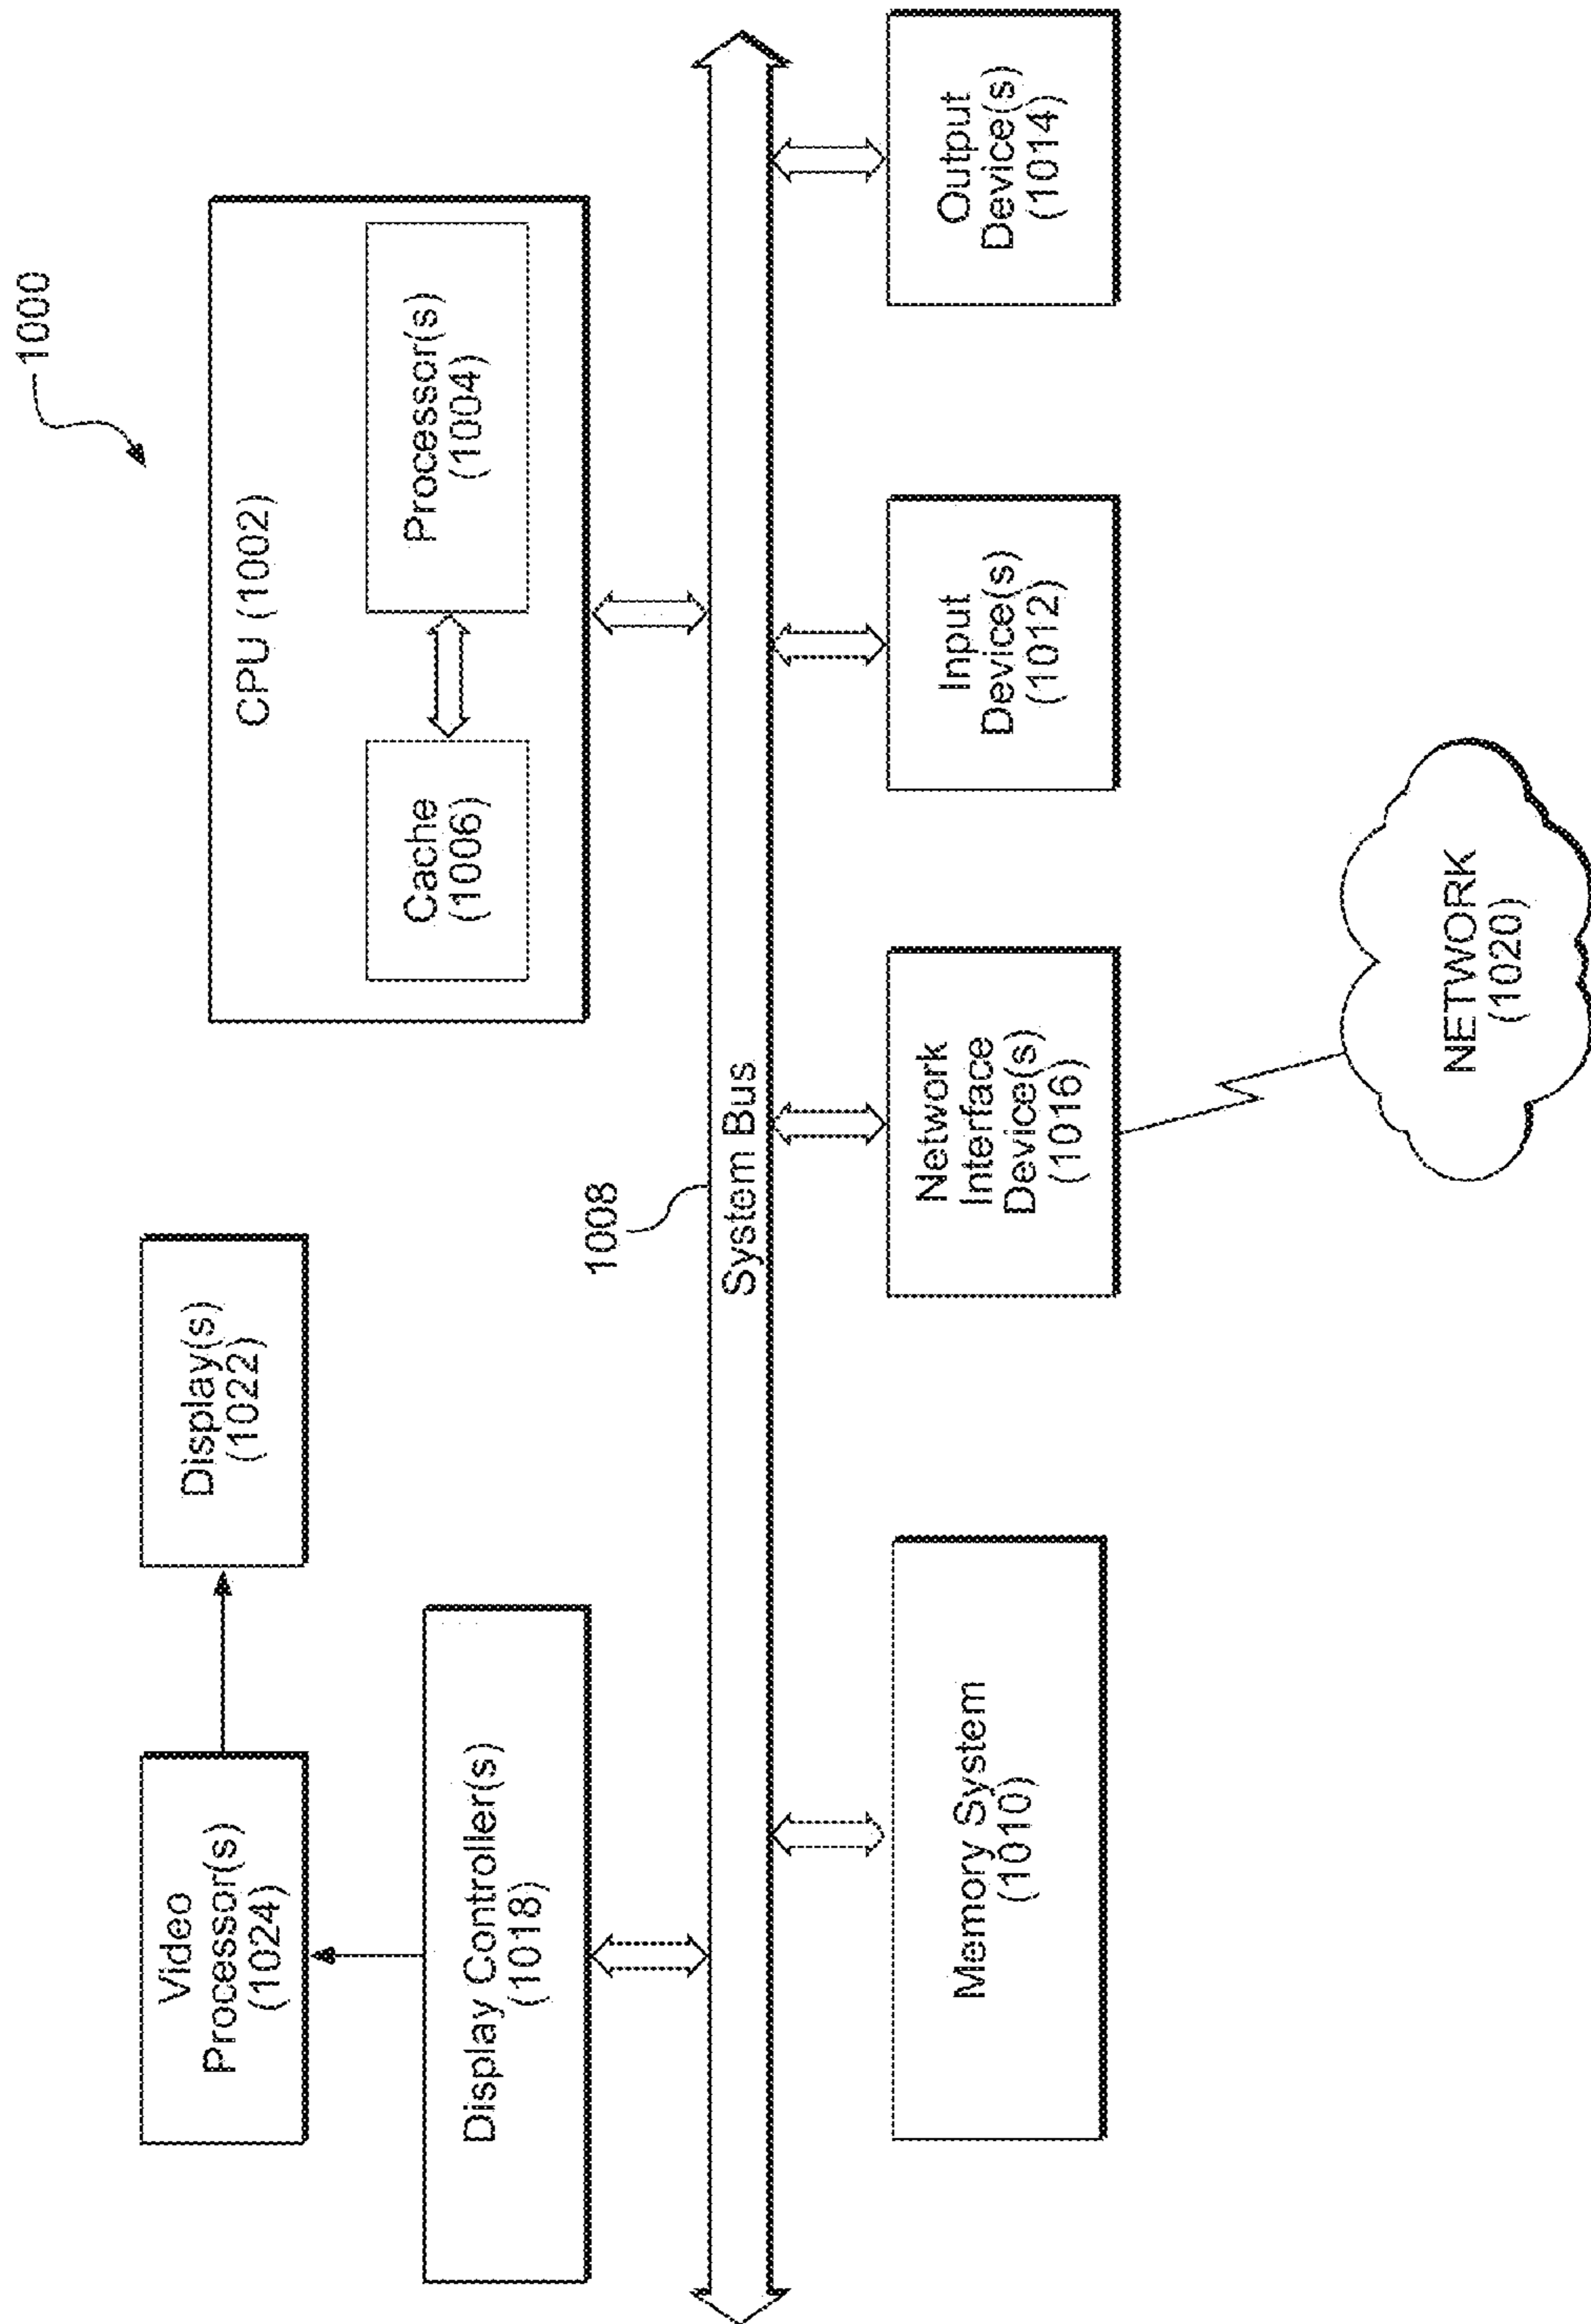 1000
CPU (1002)
Cache
(1006)
Processor(s)
(1004)
Video
Processor(s)
(1024)
Display(s)
(1022)
Display Controller(s)
(1018)
1008
System Bus
Memory System
(1010)
Network
Interface
Device(s)
(1016)
Input
Device(s)
(1012)
Output
Device(s)
(1014)
NETWORK
(1020)